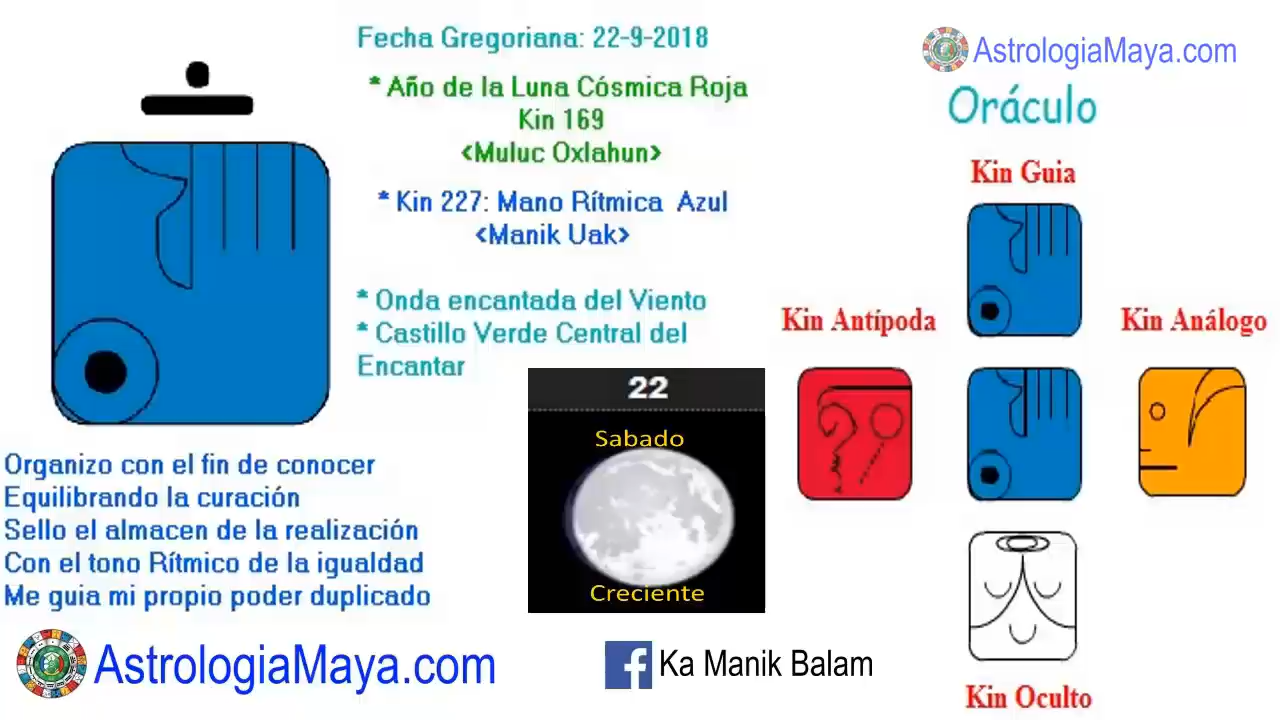 Fecha Gregoriana: 22-9-2018
* Año de la Luna Cósmica Roja
Kin 169
<Muluc Oxlahun>
* Kin 227: Mano Rítmica Azul
<Manik Uak>
* Onda encantada del Viento
* Castillo Verde Central del
Encantar
22
Sabado
Creciente
Organizo con el fin de conocer
Equilibrando la curación
Sello el almacen de la realización
Con el tono Rítmico de la igualdad
Me guia mi propio poder duplicado
AstrologiaMaya.com
Ka Manik Balam
AstrologiaMaya.com
Oráculo
Kin Guia
Kin Antípoda
Kin Análogo
Kin Oculto